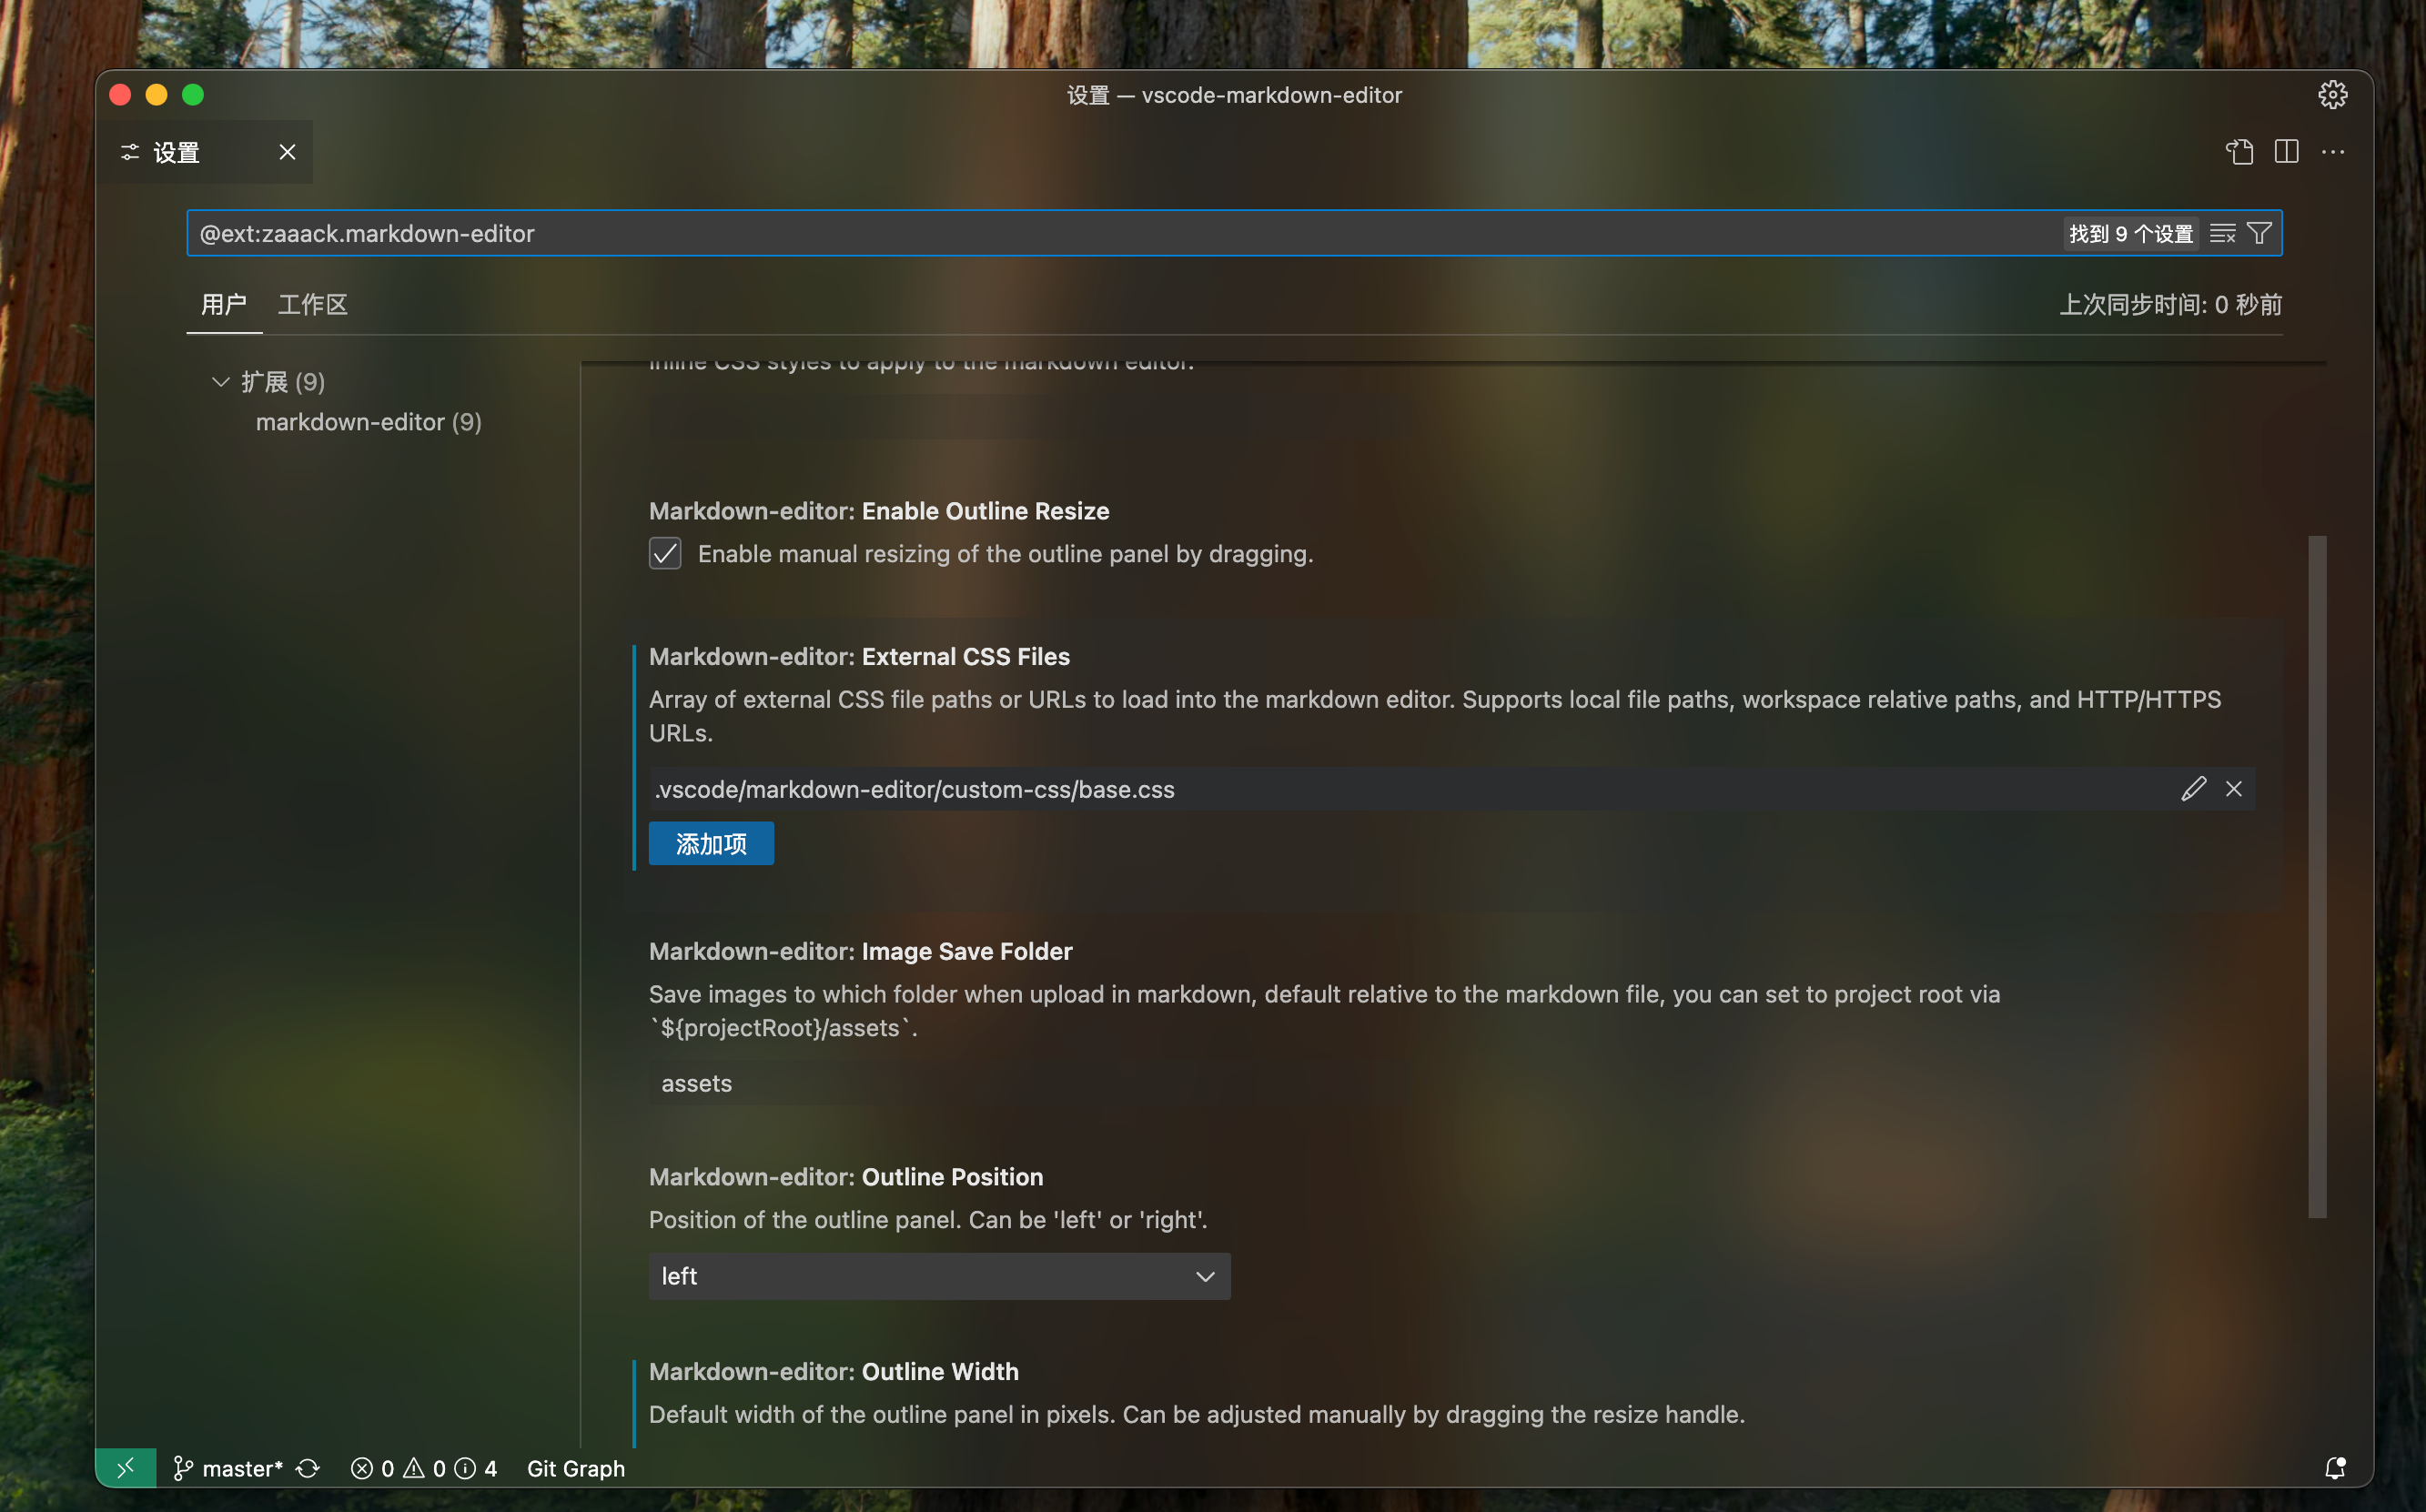 设置 — vscode-markdown-editor
设置
@ext:zaaack.markdown-editor
找到 9 个设置
用户 工作区
上次同步时间: 0 秒前
扩展 (9)
markdown-editor (9)
Inline CSS styles to apply to the markdown editor.
Markdown-editor: Enable Outline Resize
Enable manual resizing of the outline panel by dragging.
Markdown-editor: External CSS Files
Array of external CSS file paths or URLs to load into the markdown editor. Supports local file paths, workspace relative paths, and HTTP/HTTPS
URLs.
.vscode/markdown-editor/custom-css/base.css
添加项
Markdown-editor: Image Save Folder
Save images to which folder when upload in markdown, default relative to the markdown file, you can set to project root via
`${projectRoot}/assets`.
assets
Markdown-editor: Outline Position
Position of the outline panel. Can be 'left' or 'right'.
left
Markdown-editor: Outline Width
Default width of the outline panel in pixels. Can be adjusted manually by dragging the resize handle.
master* 0 0 4 Git Graph